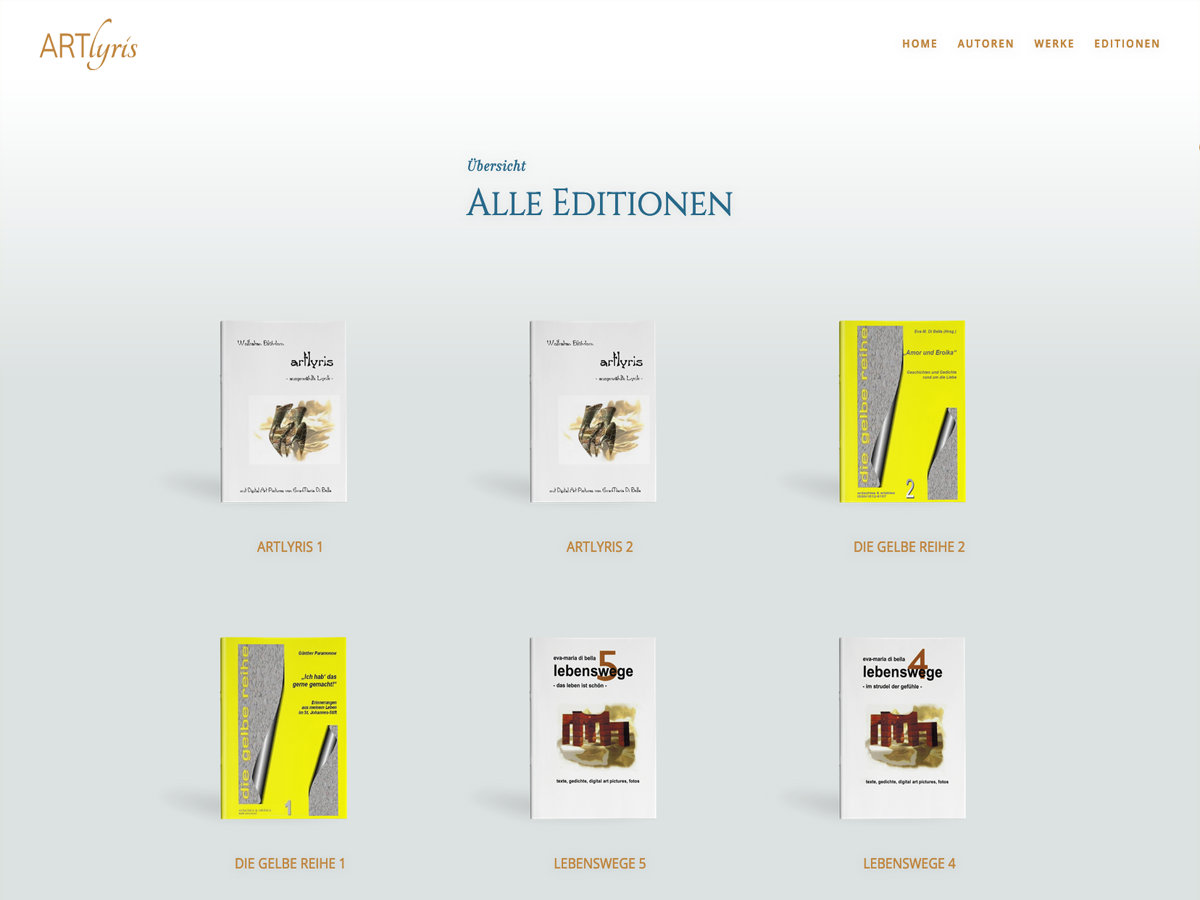 ARTlyris
HOME AUTOREN WERKE EDITIONEN
Übersicht
ALLE EDITIONEN
artlyris
- ausgewählte Lyrik -
mit Digital Art Pictures von Eva-Maria Di Bella
ARTLYRIS 1
artlyris
- ausgewählte Lyrik -
mit Digital Art Pictures von Eva-Maria Di Bella
ARTLYRIS 2
die gelbe reihe
Eva-M. Di Bella (Hrsg.)
„Amor und Eroika“
Geschichten und Gedichte
rund um die Liebe
2
DIE GELBE REIHE 2
die gelbe reihe
Günther Paramonow
„Ich hab' das
gerne gemacht!“
Erinnerungen
aus meinem Leben
im St. Johannes-Stift
1
DIE GELBE REIHE 1
eva-maria di bella 5
lebenswege
- das leben ist schön -
texte, gedichte, digital art pictures, fotos
LEBENSWEGE 5
eva-maria di bella 4
lebenswege
- im strudel der gefühle -
texte, gedichte, digital art pictures, fotos
LEBENSWEGE 4